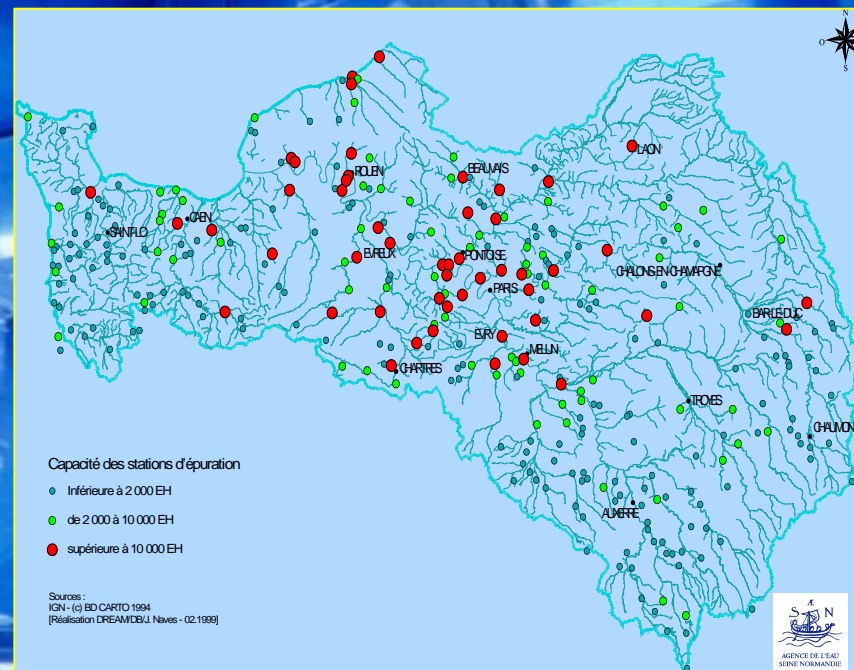 N
O
S
LAON
ROUEN
BEAUVAIS
CAEN
SAINT-LO
EVREUX
PONTOISE
CHALONS-EN-CHAMAPGNE
PARIS
BAR-LE-DUC
EVRY
MELUN
CHARTRES
TROYES
CHAUMON
AUXERRE
Capacité des stations d'épuration
Inférieure à 2 000 EH
de 2 000 à 10 000 EH
supérieure à 10 000 EH
Sources :
IGN - (c) BD CARTO 1994
[Réalisation DREAM/DB/J. Naves - 02.1999]
Æ
S N
AGENCE DE L'EAU
SEINE NORMANDIE